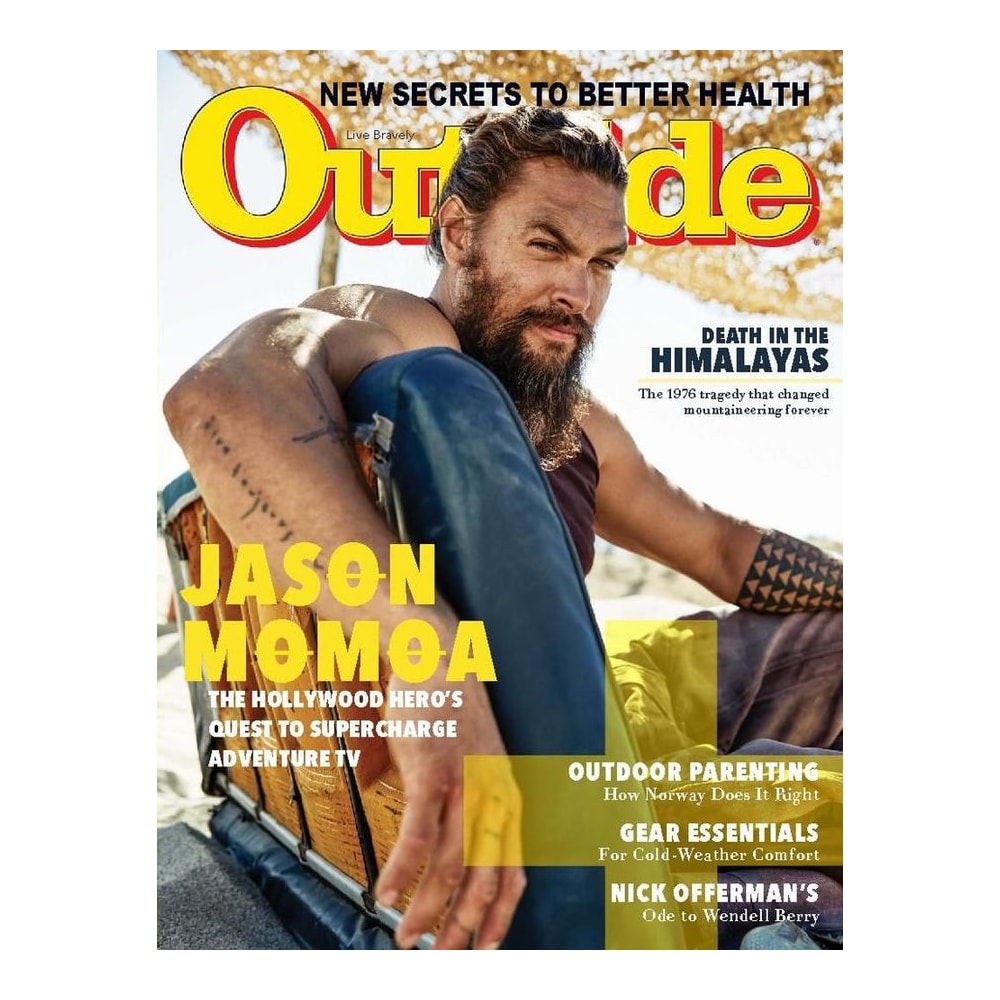 NEW SECRETS TO BETTER HEALTH
Live Bravely
Outside
DEATH IN THE
HIMALAYAS
The 1976 tragedy that changed
mountaineering forever
JASON
MOMOA
THE HOLLYWOOD HERO'S
QUEST TO SUPERCHARGE
ADVENTURE TV
OUTDOOR PARENTING
How Norway Does It Right
GEAR ESSENTIALS
For Cold-Weather Comfort
NICK OFFERMAN'S
Ode to Wendell Berry